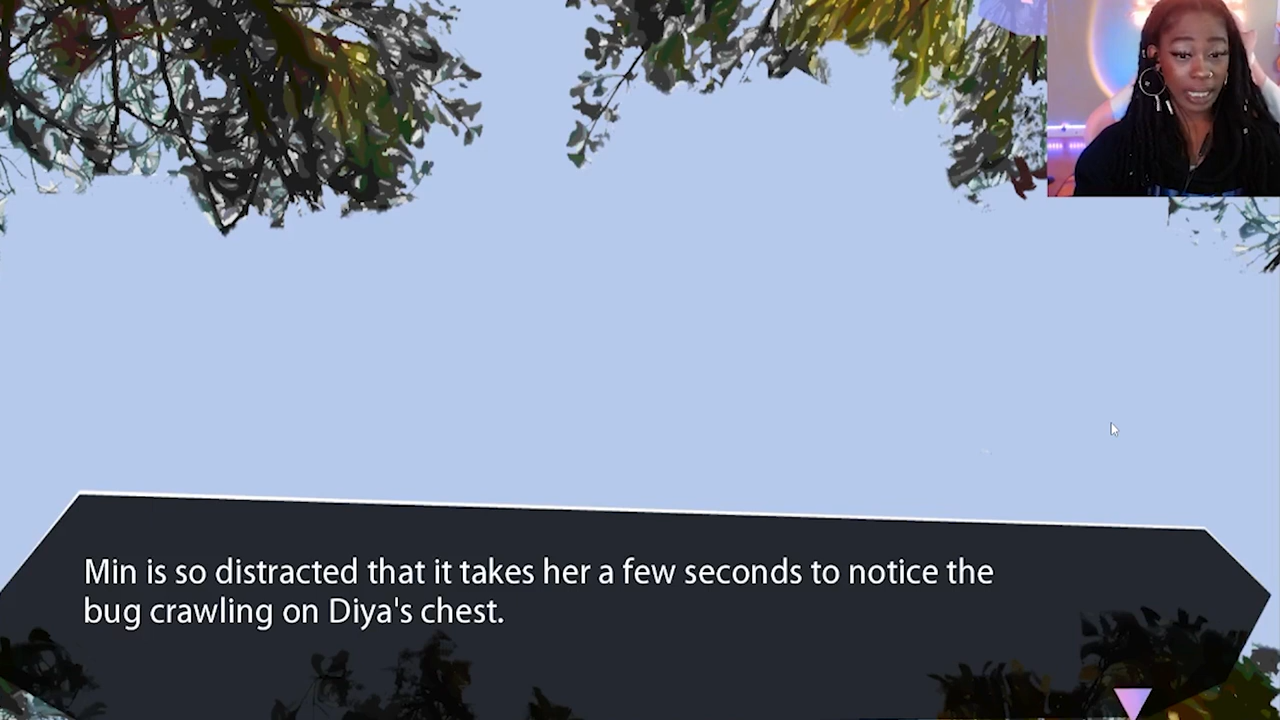 Min is so distracted that it takes her a few seconds to notice the
bug crawling on Diya's chest.